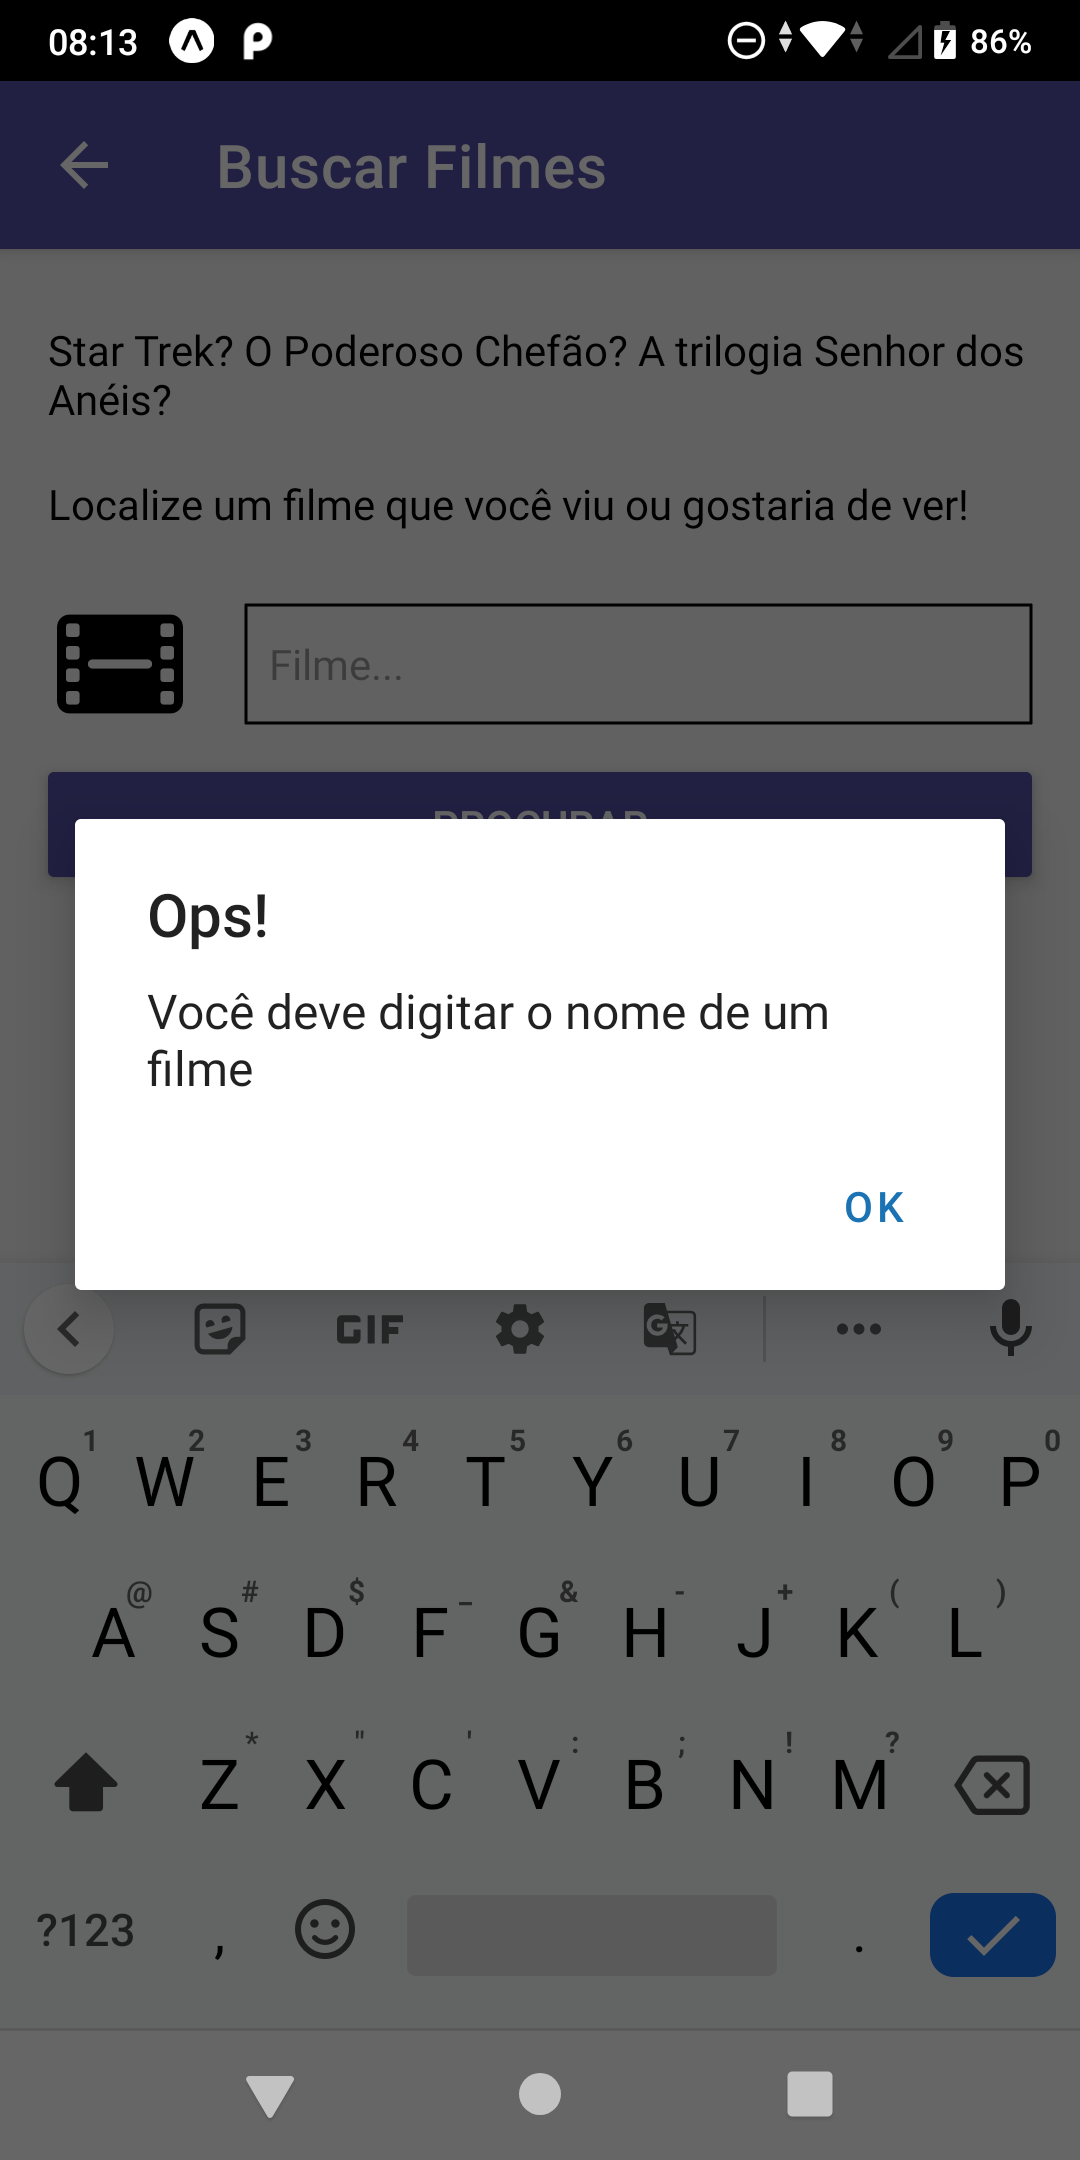 08:13
86%
Buscar Filmes
Star Trek? O Poderoso Chefão? A trilogia Senhor dos
Anéis?
Localize um filme que você viu ou gostaria de ver!
Filme...
PROCURAR
Ops!
Você deve digitar o nome de um
filme
OK
GIF
G 文
1 2 3 4 5 6 7 8 9 0
Q W E R T Y U I O P
@ # $ _ & - + ( )
A S D F G H J K L
* " ' : ; ! ?
Z X C V B N M
?123 , .